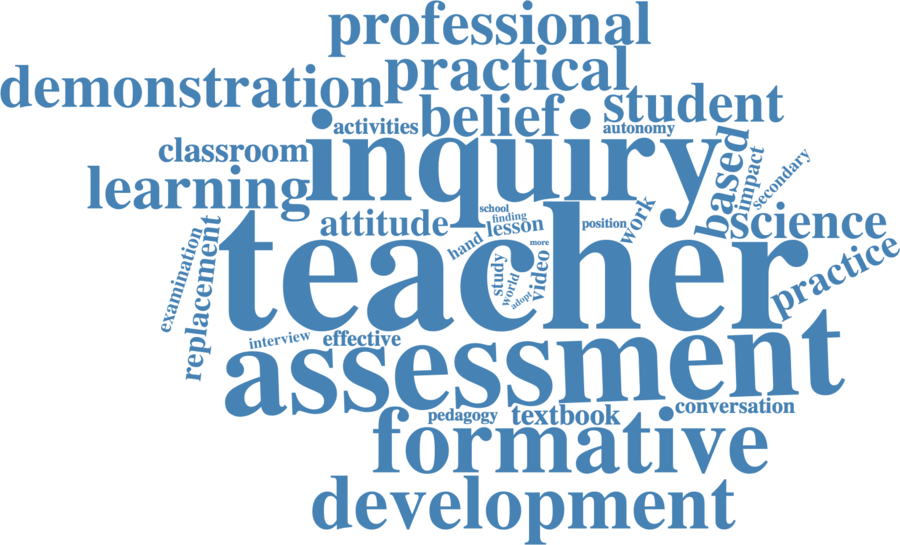 professional
demonstration
practical
student
belief
activities
autonomy
inquiry
classroom
learning
based
impact
secondary
attitude
school
finding
lesson
position
work
science
hand
more
teacher
study
world
video
adopt
practice
examination
replacement
interview
effective
assessment
pedagogy
textbook
conversation
formative
development